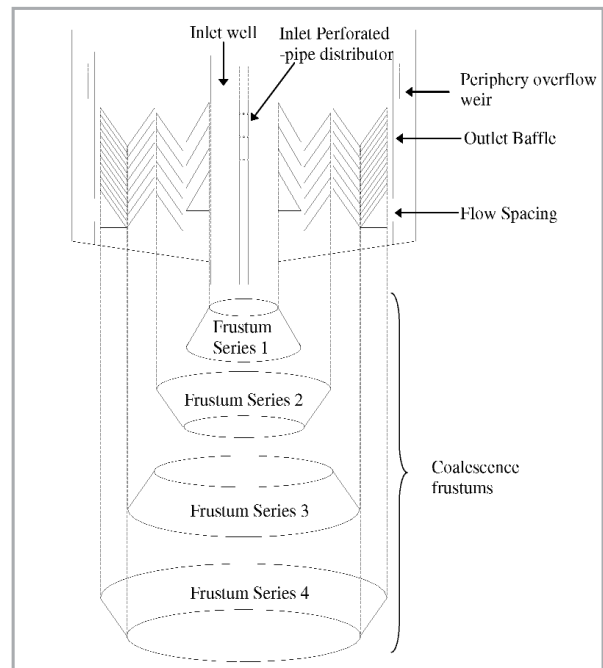 Inlet well
Inlet Perforated
-pipe distributor
Periphery overflow
weir
Outlet Baffle
Flow Spacing
Frustum
Series 1
Frustum Series 2
Frustum Series 3
Frustum Series 4
Coalescence
frustums